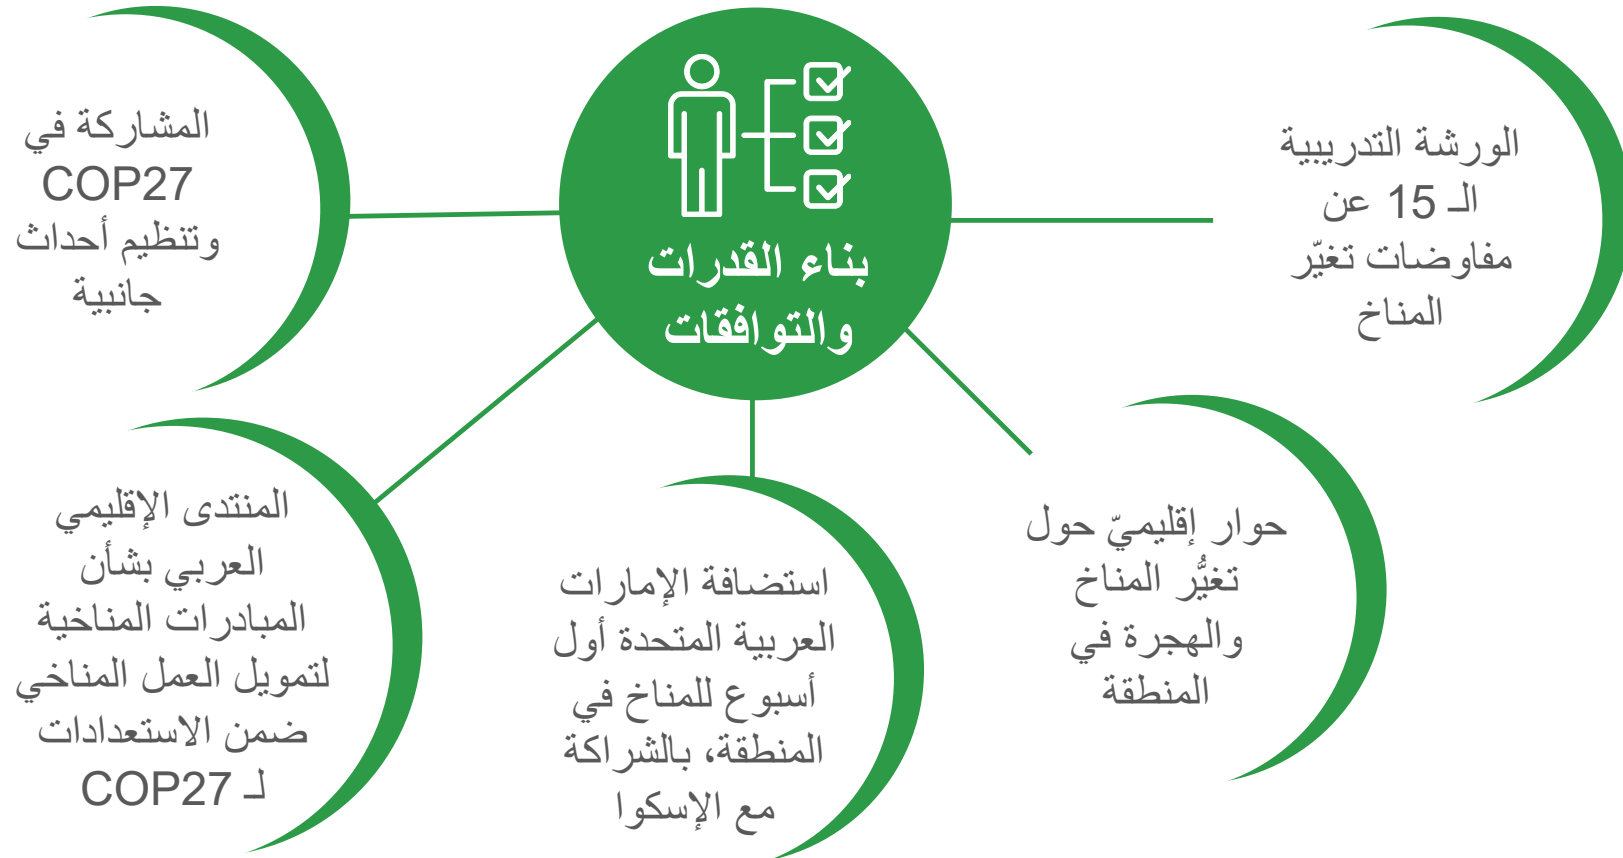 بناء القدرات
والتوافقات
الورشة التدريبية
الـ 15 عن
مفاوضات تغيّر
المناخ
حوار إقليميّ حول
تغيُّر المناخ
والهجرة في
المنطقة
استضافة الإمارات
العربية المتحدة أول
أسبوع للمناخ في
المنطقة، بالشراكة
مع الإسكوا
المنتدى الإقليمي
العربي بشأن
المبادرات المناخية
لتمويل العمل المناخي
ضمن الاستعدادات
لـ COP27
المشاركة في
COP27
وتنظيم أحداث
جانبية